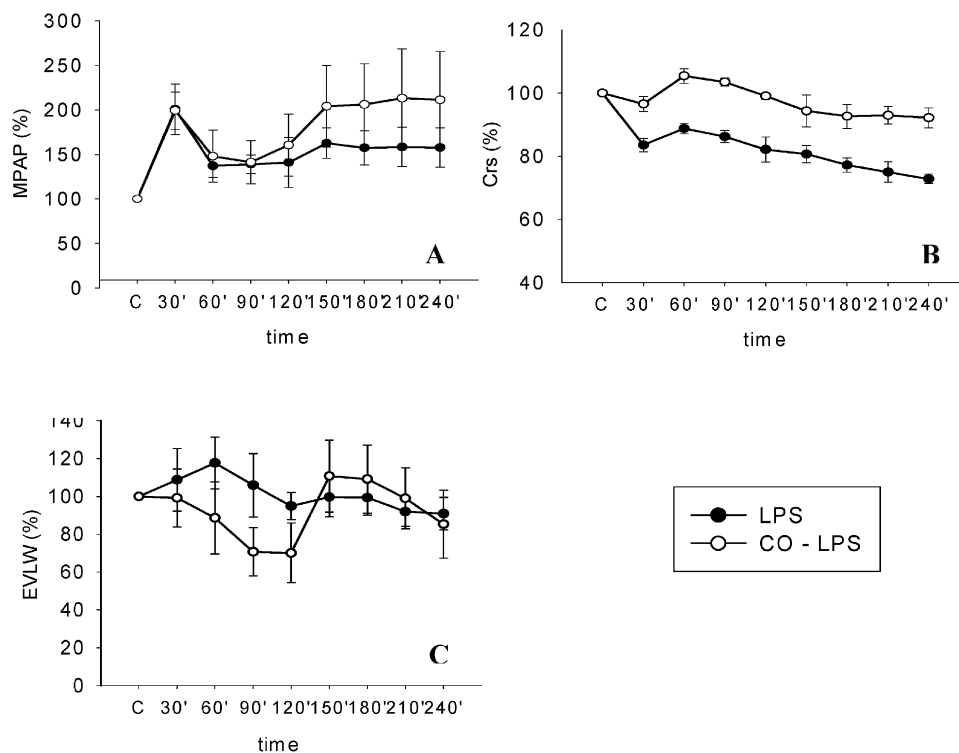 300
250
200
150
100
50
0
MPAP (%)
A
C 30' 60' 90' 120' 150' 180' 210' 240'
time
120
100
80
60
40
Crs (%)
B
C 30' 60' 90' 120' 150' 180' 210' 240'
time
140
120
100
80
60
40
20
0
EVLW (%)
C
C 30' 60' 90' 120' 150' 180' 210' 240'
time
LPS
CO - LPS